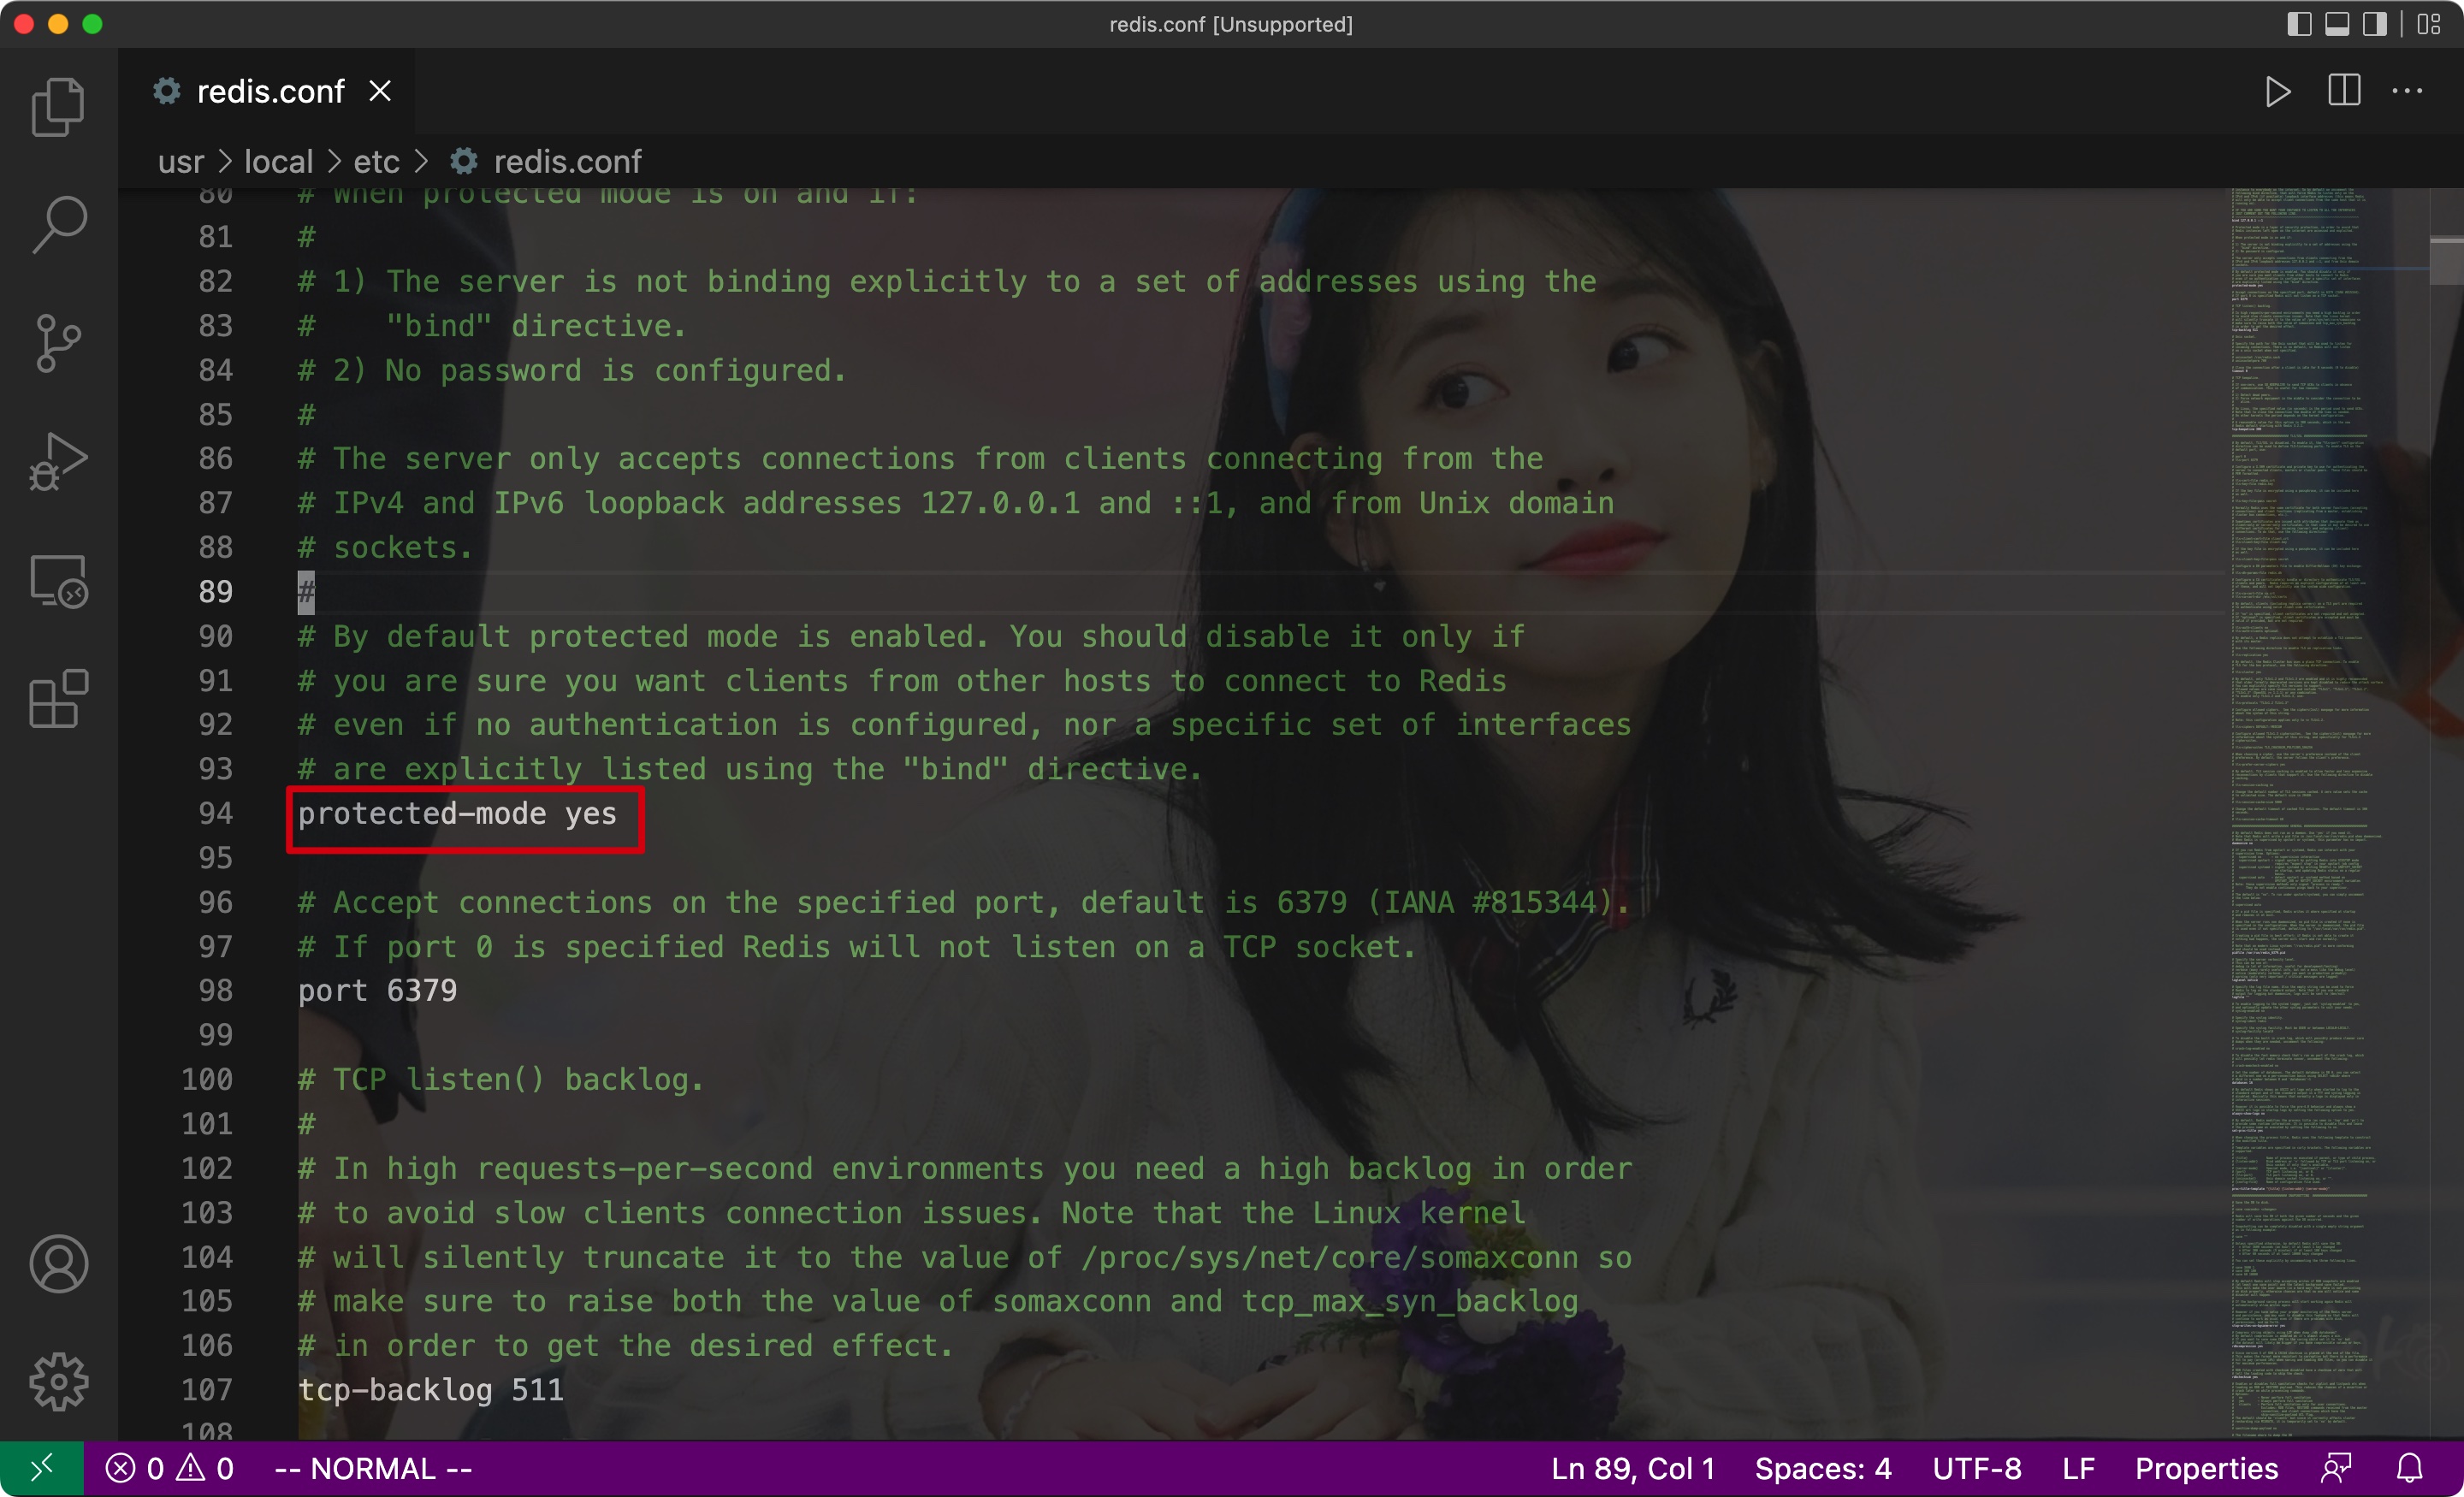 redis.conf [Unsupported]
redis.conf
usr > local > etc > redis.conf
80 # When protected mode is on and if:
81 #
82 # 1) The server is not binding explicitly to a set of addresses using the
83 #    "bind" directive.
84 # 2) No password is configured.
85 #
86 # The server only accepts connections from clients connecting from the
87 # IPv4 and IPv6 loopback addresses 127.0.0.1 and ::1, and from Unix domain
88 # sockets.
89 #
90 # By default protected mode is enabled. You should disable it only if
91 # you are sure you want clients from other hosts to connect to Redis
92 # even if no authentication is configured, nor a specific set of interfaces
93 # are explicitly listed using the "bind" directive.
94 protected-mode yes
95
96 # Accept connections on the specified port, default is 6379 (IANA #815344).
97 # If port 0 is specified Redis will not listen on a TCP socket.
98 port 6379
99
100 # TCP listen() backlog.
101 #
102 # In high requests-per-second environments you need a high backlog in order
103 # to avoid slow clients connection issues. Note that the Linux kernel
104 # will silently truncate it to the value of /proc/sys/net/core/somaxconn so
105 # make sure to raise both the value of somaxconn and tcp_max_syn_backlog
106 # in order to get the desired effect.
107 tcp-backlog 511
108
0 0 -- NORMAL -- Ln 89, Col 1 Spaces: 4 UTF-8 LF Properties